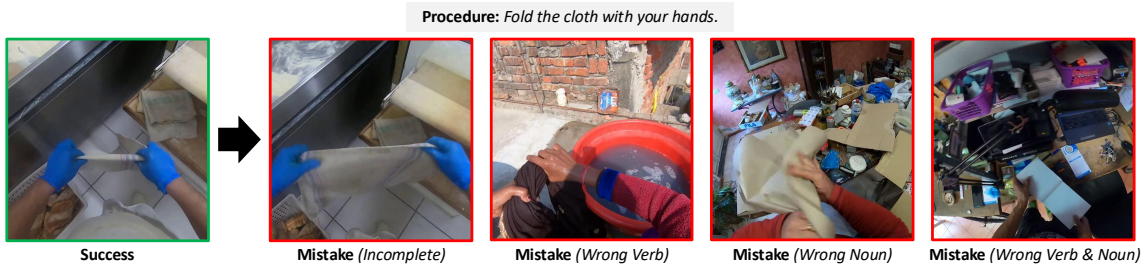 Procedure: Fold the cloth with your hands.
Success
Mistake (Incomplete)
Mistake (Wrong Verb)
Mistake (Wrong Noun)
Mistake (Wrong Verb & Noun)